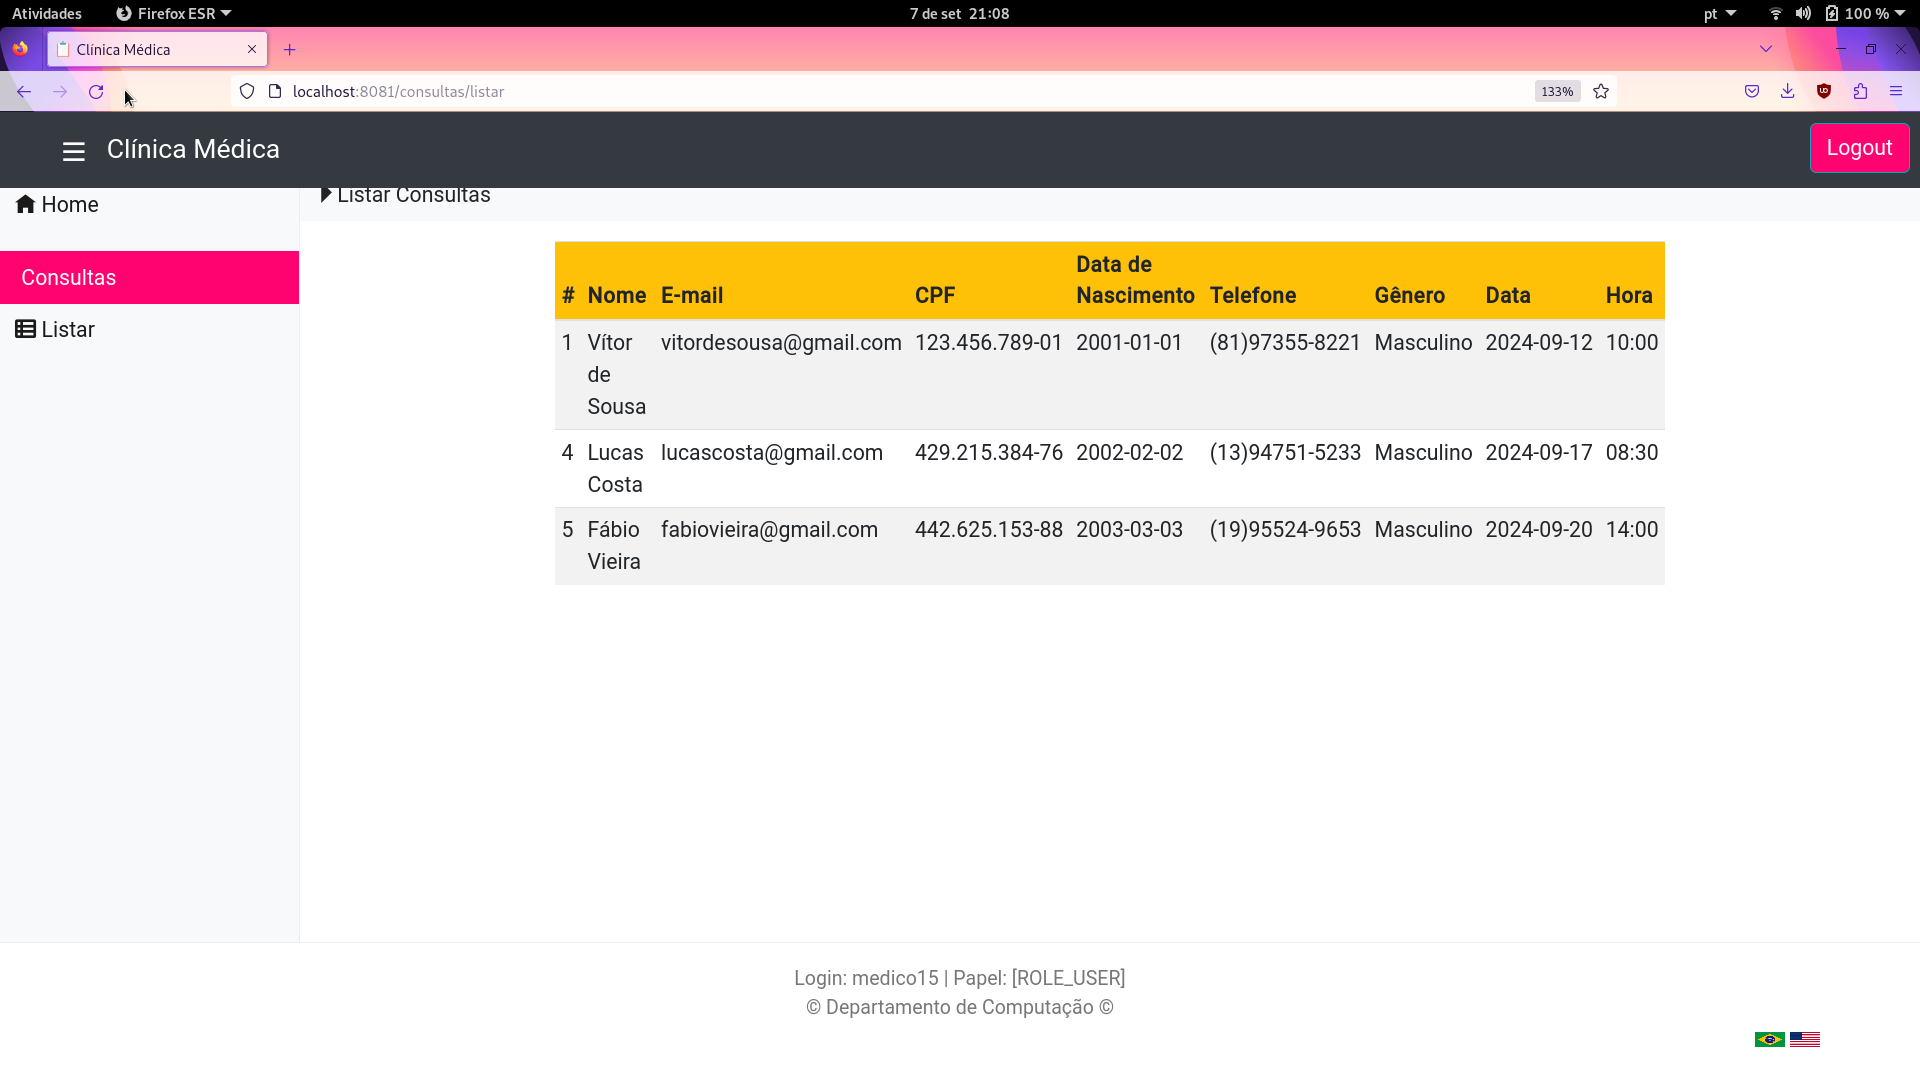 Atividades Firefox ESR 7 de set 21:08 pt 100 %
Clínica Médica
localhost:8081/consultas/listar 133%
Clínica Médica Logout
Home
Listar Consultas
Consultas
Listar
# Nome E-mail CPF Data de Nascimento Telefone Gênero Data Hora
1 Vítor de Sousa vitordesousa@gmail.com 123.456.789-01 2001-01-01 (81)97355-8221 Masculino 2024-09-12 10:00
4 Lucas Costa lucascosta@gmail.com 429.215.384-76 2002-02-02 (13)94751-5233 Masculino 2024-09-17 08:30
5 Fábio Vieira fabiovieira@gmail.com 442.625.153-88 2003-03-03 (19)95524-9653 Masculino 2024-09-20 14:00
Login: medico15 | Papel: [ROLE_USER]
© Departamento de Computação ©